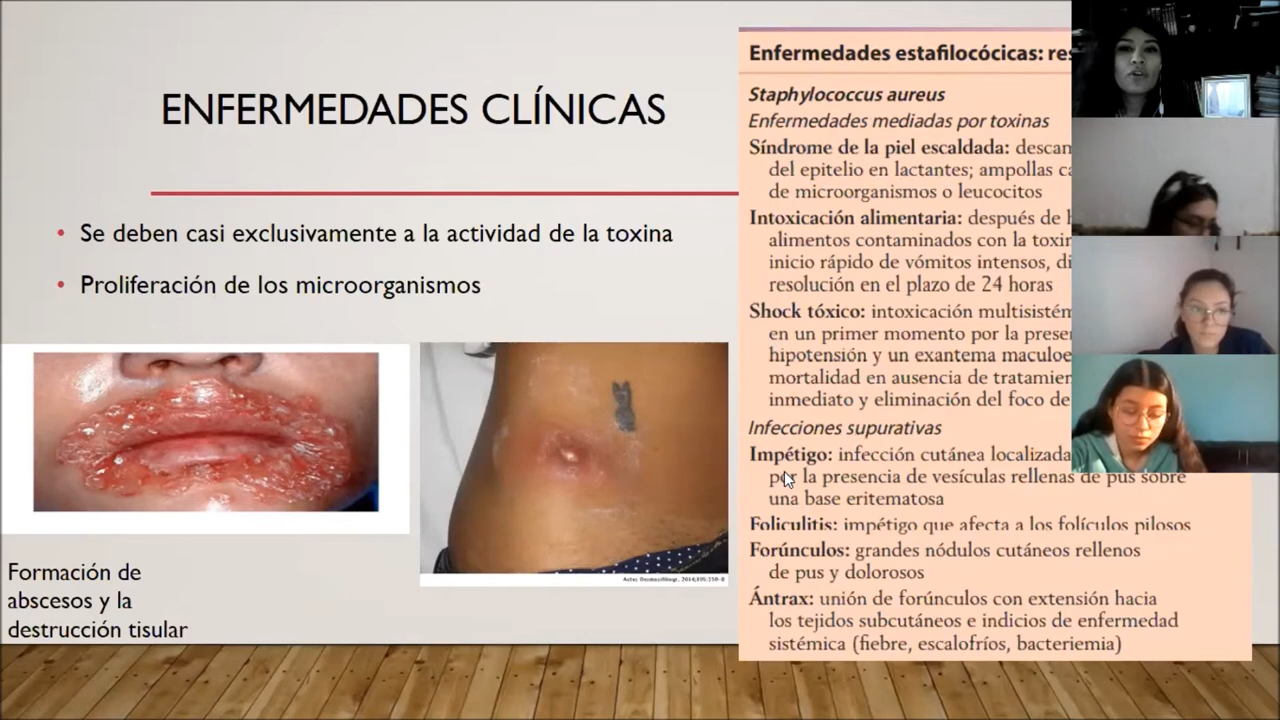 ENFERMEDADES CLÍNICAS
• Se deben casi exclusivamente a la actividad de la toxina
• Proliferación de los microorganismos
Formación de
abscesos y la
destrucción tisular
Actas Dermosifiliogr. 2014;105:150-8
Enfermedades estafilocócicas: res
Staphylococcus aureus
Enfermedades mediadas por toxinas
Síndrome de la piel escaldada: descam
del epitelio en lactantes; ampollas ca
de microorganismos o leucocitos
Intoxicación alimentaria: después de
alimentos contaminados con la toxin
inicio rápido de vómitos intensos, di
resolución en el plazo de 24 horas
Shock tóxico: intoxicación multisistém
en un primer momento por la prese
hipotensión y un exantema maculoe
mortalidad en ausencia de tratamien
inmediato y eliminación del foco de
Infecciones supurativas
Impétigo: infección cutánea localizada
por la presencia de vesículas rellenas de pus sobre
una base eritematosa
Foliculitis: impétigo que afecta a los folículos pilosos
Forúnculos: grandes nódulos cutáneos rellenos
de pus y dolorosos
Ántrax: unión de forúnculos con extensión hacia
los tejidos subcutáneos e indicios de enfermedad
sistémica (fiebre, escalofríos, bacteriemia)